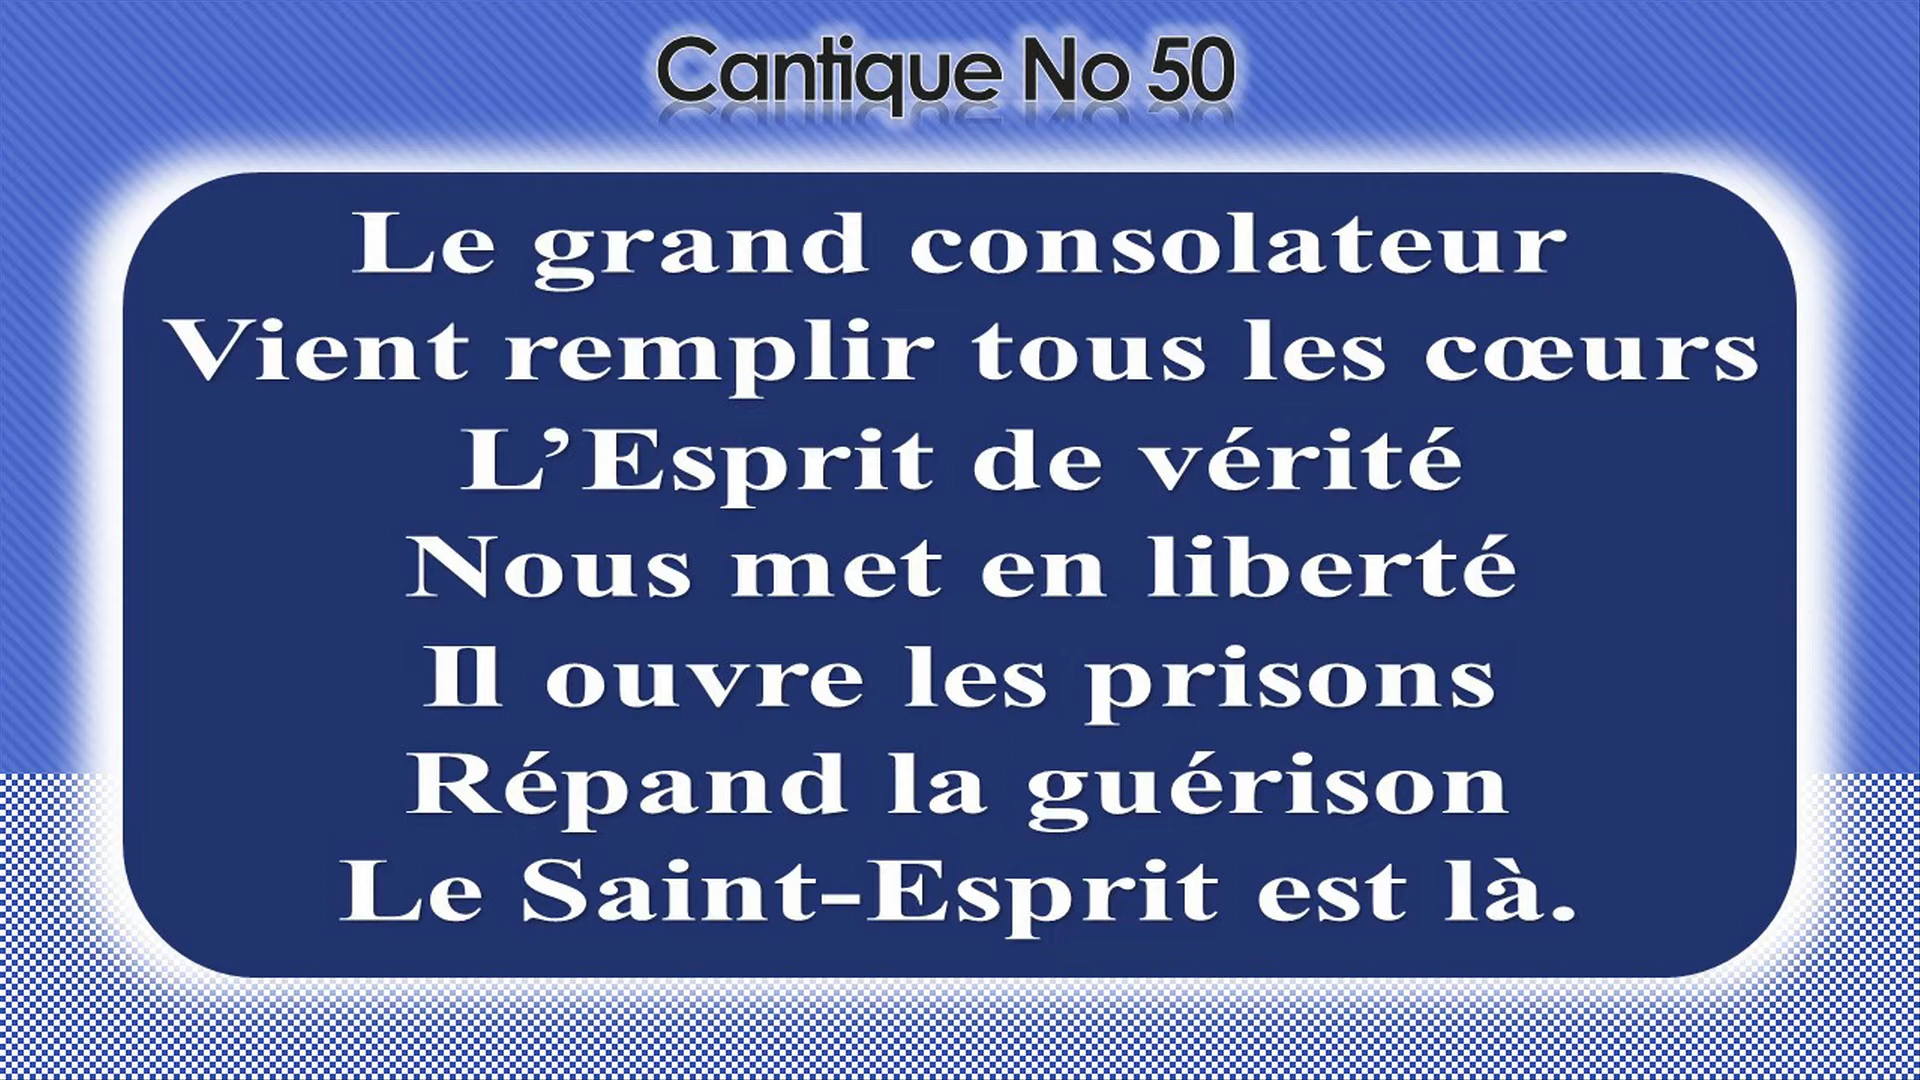 Cantique No 50
Le grand consolateur
Vient remplir tous les cœurs
L’Esprit de vérité
Nous met en liberté
Il ouvre les prisons
Répand la guérison
Le Saint-Esprit est là.